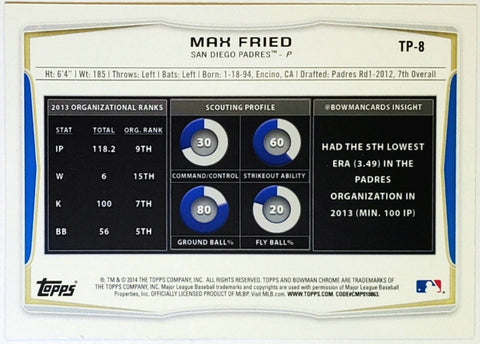 MAX FRIED
SAN DIEGO PADRES™ - P
TP-8
Ht: 6'4" | Wt: 185 | Throws: Left | Bats: Left | Born: 1-18-94, Encino, CA | Drafted: Padres Rd1-2012, 7th Overall
2013 ORGANIZATIONAL RANKS
STAT TOTAL ORG. RANK
IP 118.2 9TH
W 6 15TH
K 100 7TH
BB 56 5TH
SCOUTING PROFILE
30 60
COMMAND/CONTROL STRIKEOUT ABILITY
80 20
GROUND BALL% FLY BALL%
@BOWMANCARDS INSIGHT
HAD THE 5TH LOWEST
ERA (3.49) IN THE
PADRES
ORGANIZATION IN
2013 (MIN. 100 IP)
Topps
®, ™ & © 2014 THE TOPPS COMPANY, INC. ALL RIGHTS RESERVED. TOPPS AND BOWMAN CHROME ARE TRADEMARKS OF
THE TOPPS COMPANY, INC. Major League Baseball trademarks and copyrights are used with permission of Major League Baseball
Properties, Inc. OFFICIALLY LICENSED PRODUCT OF MLBP. Visit MLB.com. WWW.TOPPS.COM. CODE#CMP010863.